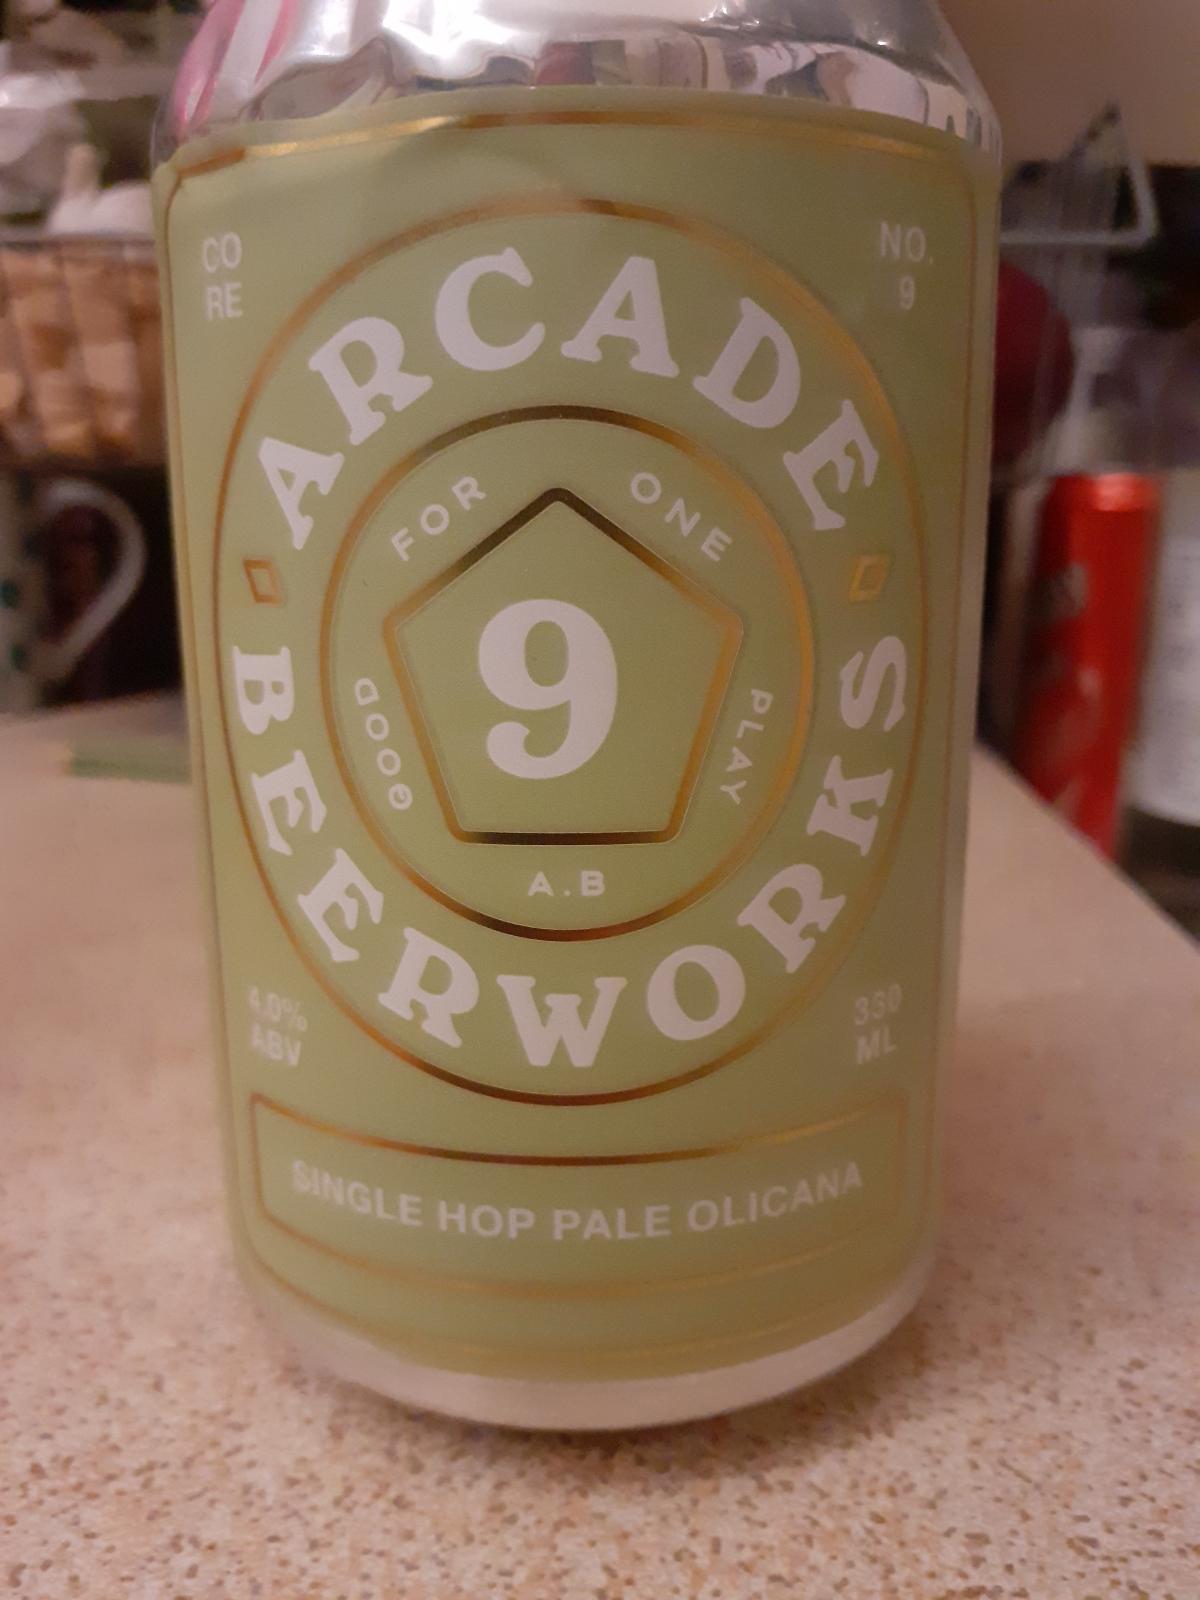 CO
RE
NO.
9
ARCADE
BEERWORKS
GOOD FOR ONE PLAY
9
A.B
4.0%
ABV
330
ML
SINGLE HOP PALE OLICANA